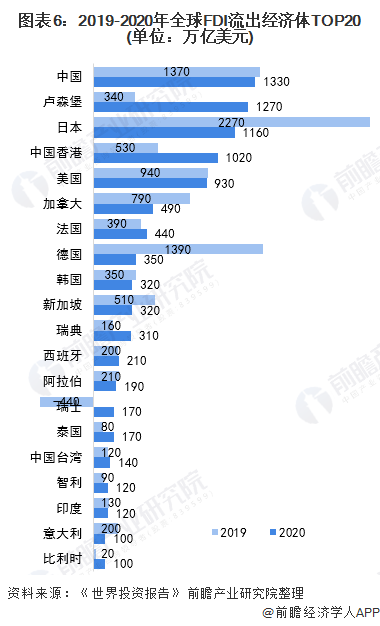 图表6：2019-2020年全球FDI流出经济体TOP20
(单位：万亿美元)
中国 1370 1330
卢森堡 340 1270
日本 2270 1160
中国香港 530 1020
美国 940 930
加拿大 790 490
法国 390 440
德国 1390 350
韩国 350 320
新加坡 510 320
瑞典 160 310
西班牙 200 210
阿拉伯 210 190
瑞士 -440 170
泰国 80 170
中国台湾 120 140
智利 90 120
印度 130 120
意大利 200 100
比利时 20 100
2019 2020
资料来源：《世界投资报告》前瞻产业研究院整理
@前瞻经济学人APP
前瞻产业研究院